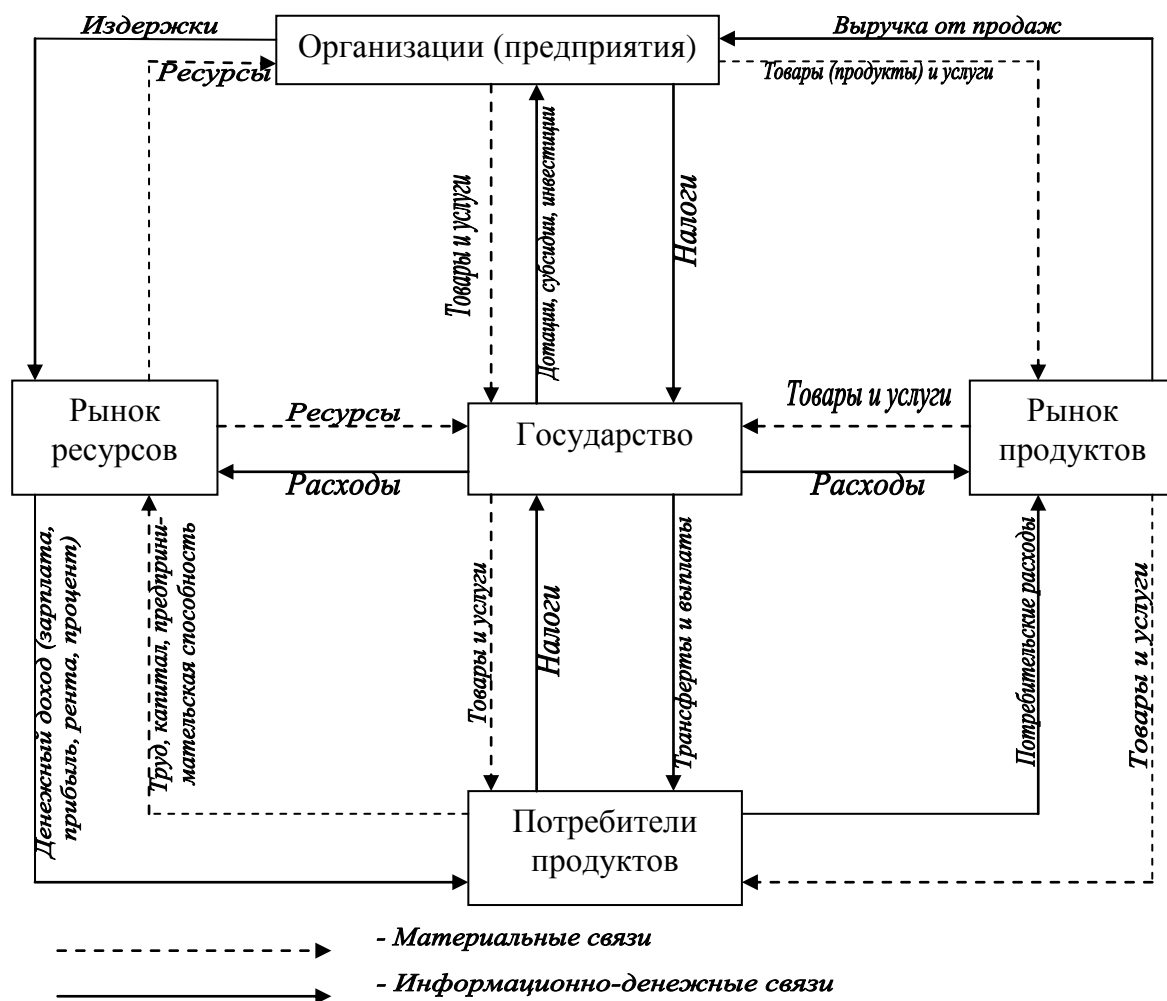 Издержки
Организации (предприятия)
Выручка от продаж
Ресурсы
Товары (продукты) и услуги
Товары и услуги
Дотации, субсидии, инвестиции
Налоги
Рынок
ресурсов
Ресурсы
Расходы
Государство
Товары и услуги
Расходы
Рынок
продуктов
Денежный доход (зарплата,
прибыль, рента, процент)
Труд, капитал, предприни-
мательская способность
Товары и услуги
Налоги
Трансферты и выплаты
Потребительские расходы
Товары и услуги
Потребители
продуктов
- Материальные связи
- Информационно-денежные связи